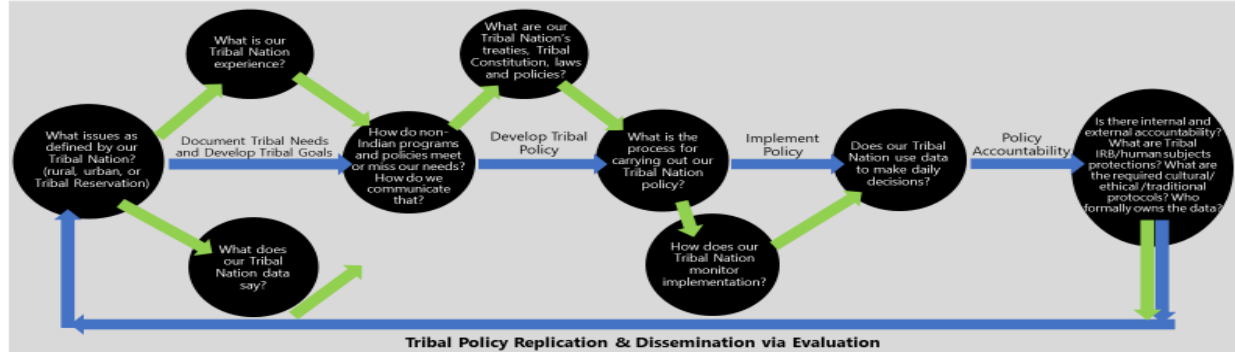 What is our
Tribal Nation
experience?
What are our
Tribal Nation's
treaties, Tribal
Constitution, laws
and policies?
What issues as
defined by our
Tribal Nation?
(rural, urban, or
Tribal Reservation)
Document Tribal Needs
and Develop Tribal Goals
How do non-
Indian programs
and policies meet
or miss our needs?
How do we
communicate
that?
Develop Tribal
Policy
What is the
process for
carrying out our
Tribal Nation
policy?
Implement
Policy
Does our Tribal
Nation use data
to make daily
decisions?
Policy
Accountability
Is there internal and
external accountability?
What are Tribal
IRB/human subjects
protections? What are
the required cultural/
ethical/traditional
protocols? Who
formally owns the data?
What does
our Tribal
Nation data
say?
How does our
Tribal Nation
monitor
implementation?
Tribal Policy Replication & Dissemination via Evaluation